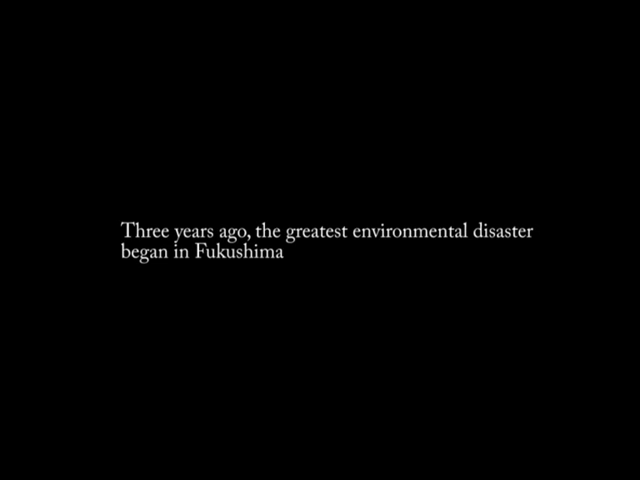 Three years ago, the greatest environmental disaster
began in Fukushima